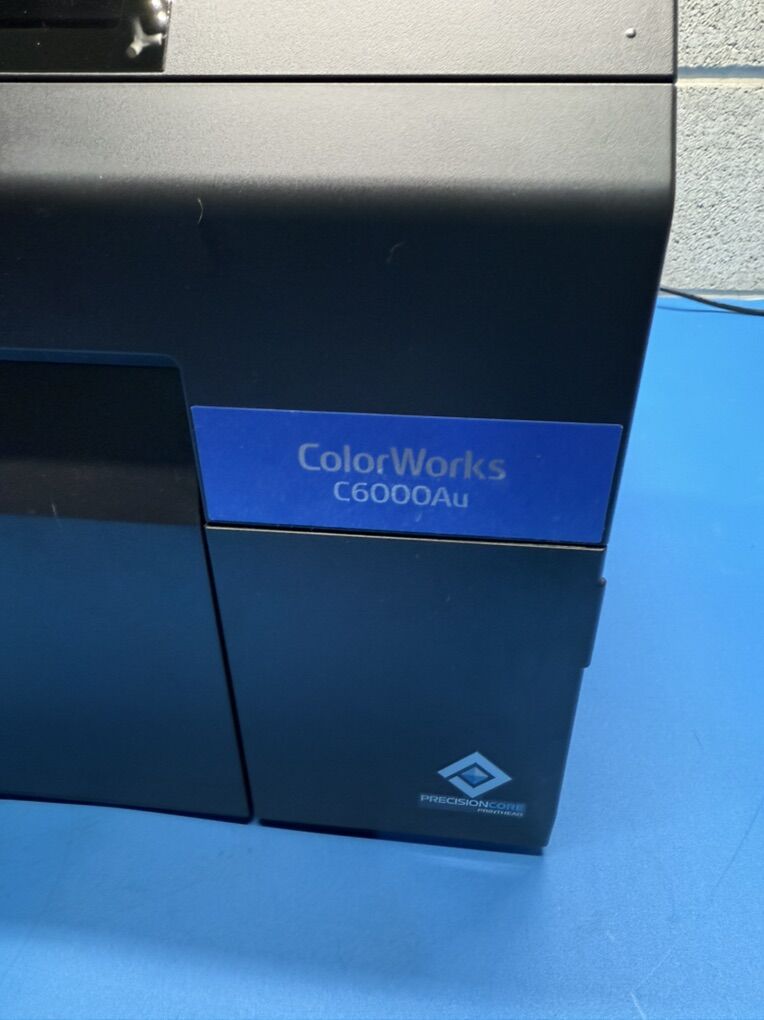 ColorWorks
C6000Au
PRECISIONCORE
PRINTHEAD